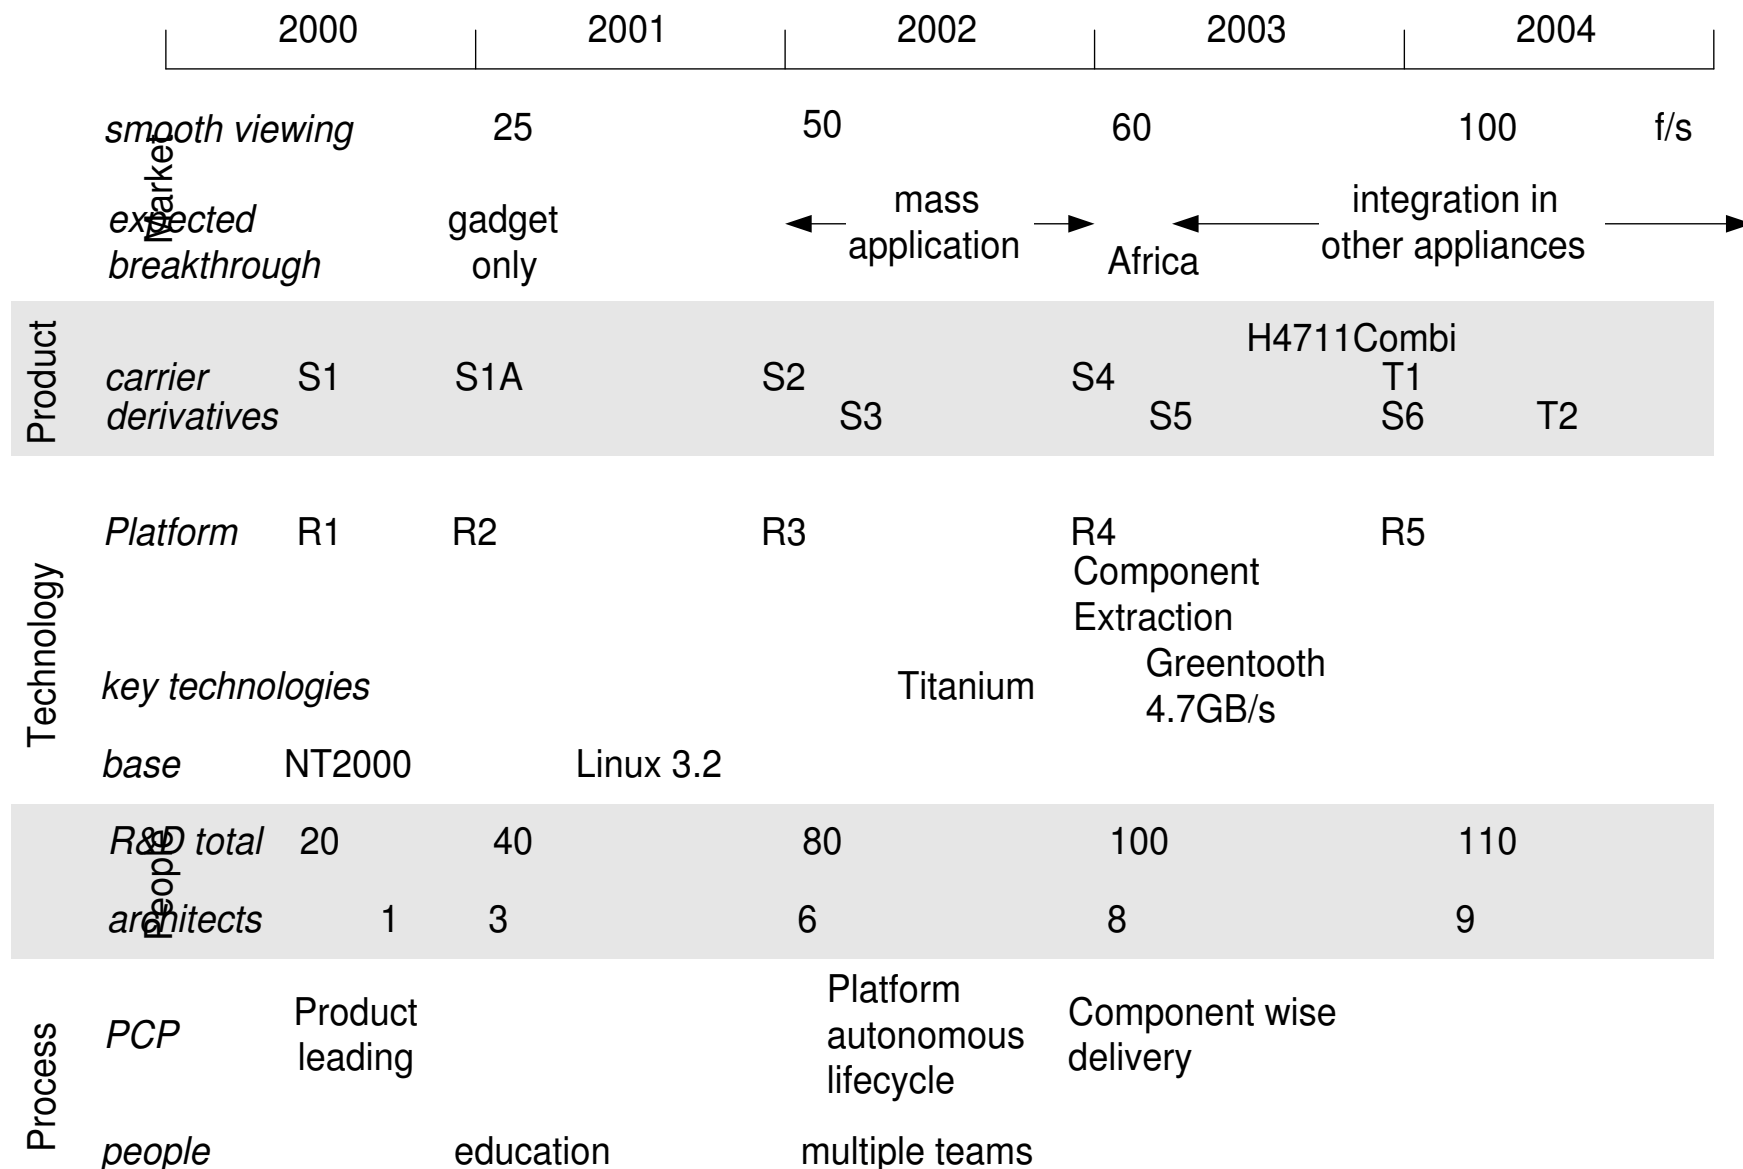 2000 2001 2002 2003 2004
Market
smooth viewing 25 50 60 100 f/s
expected breakthrough
gadget only
mass application
Africa
integration in other appliances
Product
H4711Combi
carrier S1 S1A S2 S4 T1
derivatives S3 S5 S6 T2
Technology
Platform R1 R2 R3 R4 R5
Component
Extraction
Greentooth
key technologies Titanium
4.7GB/s
base NT2000 Linux 3.2
People
R&D total 20 40 80 100 110
architects 1 3 6 8 9
Process
PCP
Product
leading
Platform
autonomous
lifecycle
Component wise
delivery
people education multiple teams